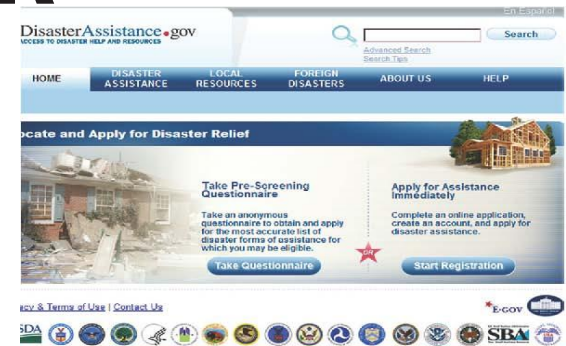 En Español
DisasterAssistance.gov
ACCESS TO DISASTER HELP AND RESOURCES
Search
Advanced Search
Search Tips
HOME
DISASTER ASSISTANCE
LOCAL RESOURCES
FOREIGN DISASTERS
ABOUT US
HELP
ocate and Apply for Disaster Relief
Take Pre-Screening
Questionnaire
Take an anonymous
questionnaire to obtain and apply
for the most accurate list of
disaster forms of assistance for
which you may be eligible.
Take Questionnaire
Apply for Assistance
Immediately
Complete an online application,
create an account, and apply for
disaster assistance.
Start Registration
acy & Terms of Use | Contact Us
E-GOV
SDA
SBA